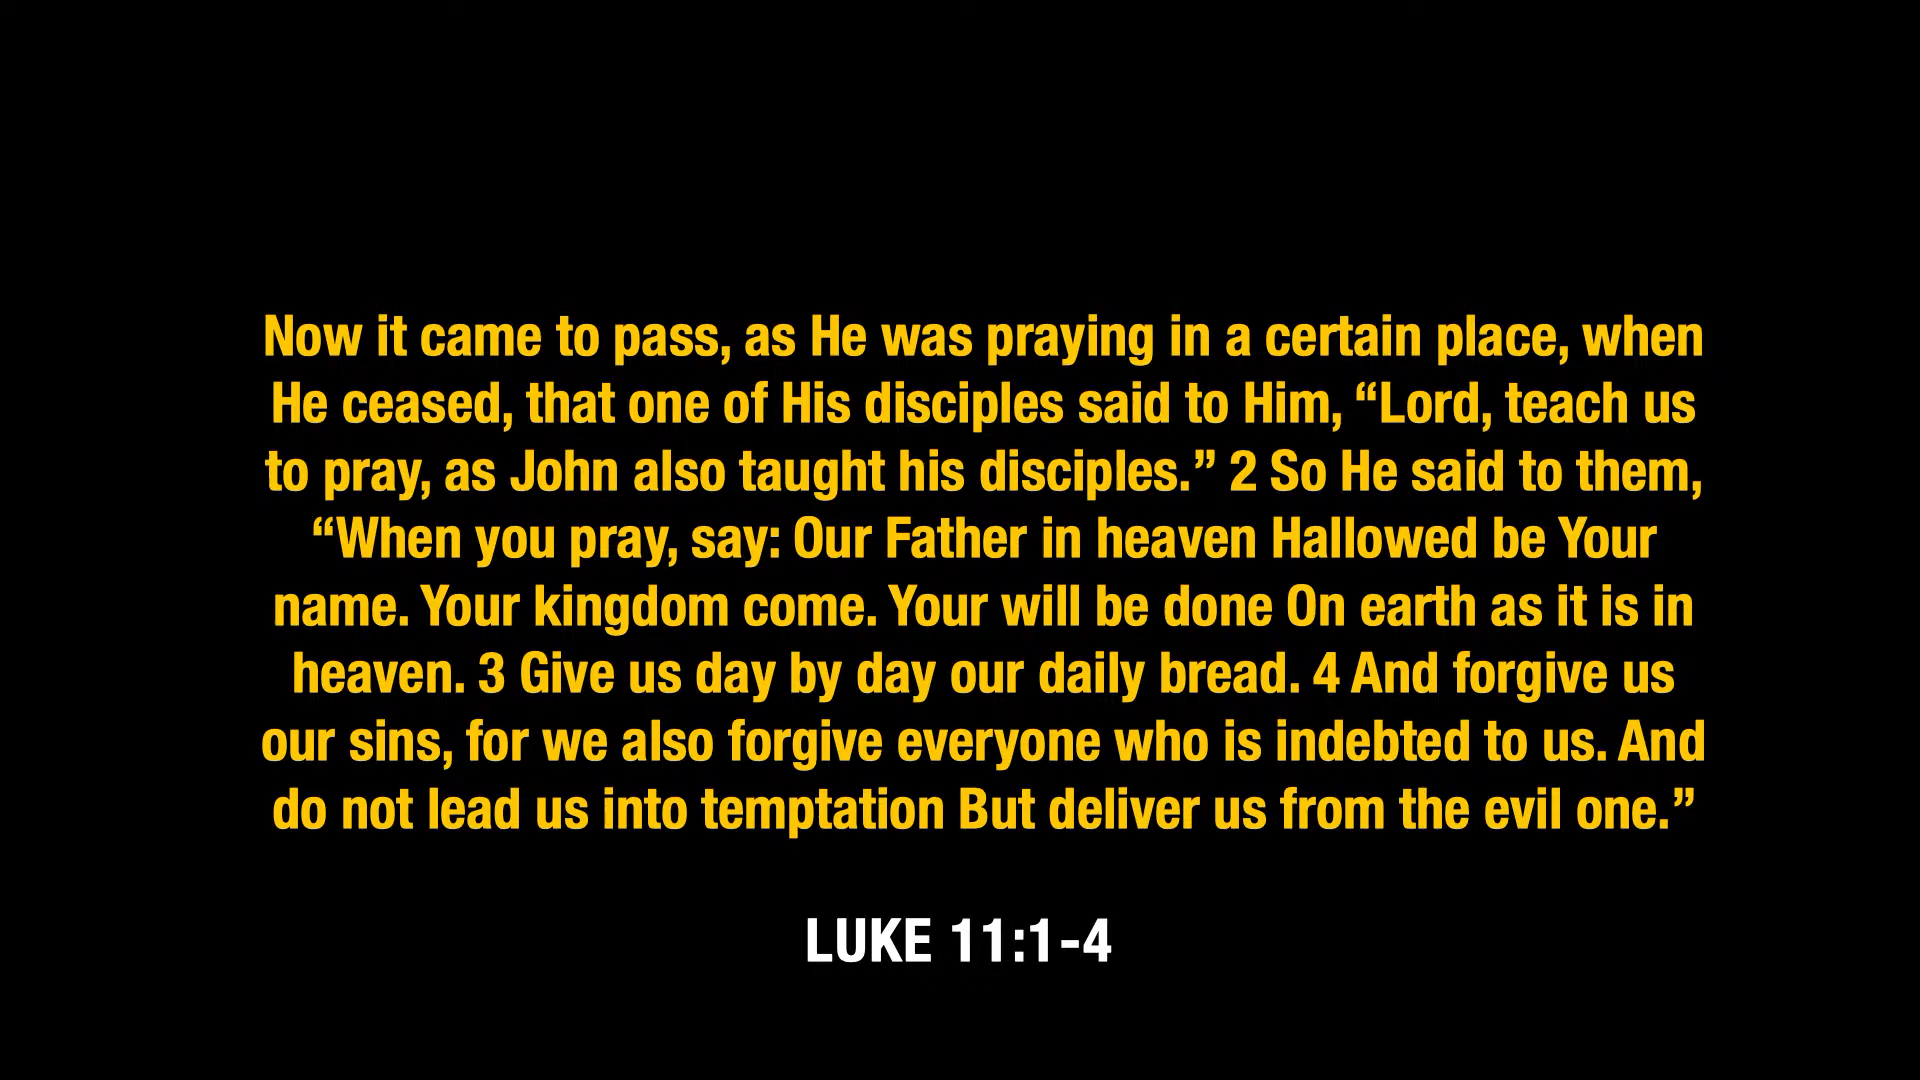 Now it came to pass, as He was praying in a certain place, when
He ceased, that one of His disciples said to Him, “Lord, teach us
to pray, as John also taught his disciples.” 2 So He said to them,
“When you pray, say: Our Father in heaven Hallowed be Your
name. Your kingdom come. Your will be done On earth as it is in
heaven. 3 Give us day by day our daily bread. 4 And forgive us
our sins, for we also forgive everyone who is indebted to us. And
do not lead us into temptation But deliver us from the evil one.”
LUKE 11:1-4